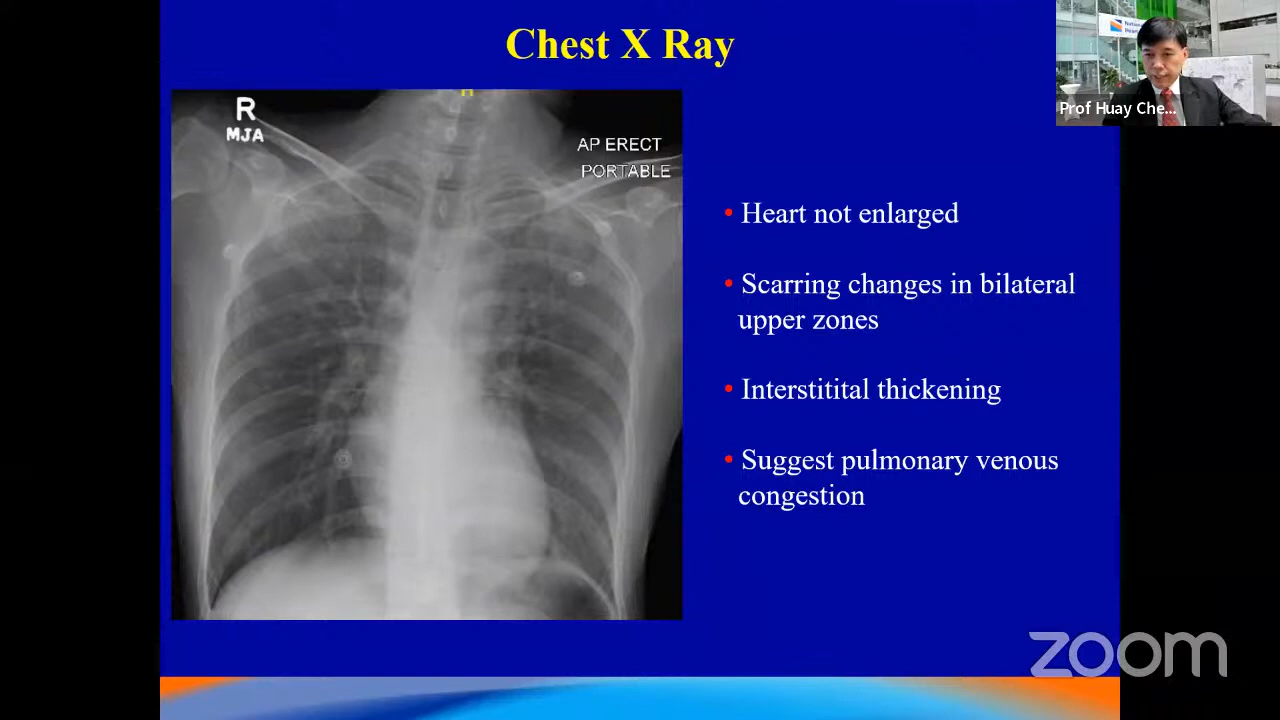 Chest X Ray
R
MJA
AP ERECT
PORTABLE
• Heart not enlarged
• Scarring changes in bilateral
upper zones
• Interstitital thickening
• Suggest pulmonary venous
congestion
Prof Huay Che...
zoom